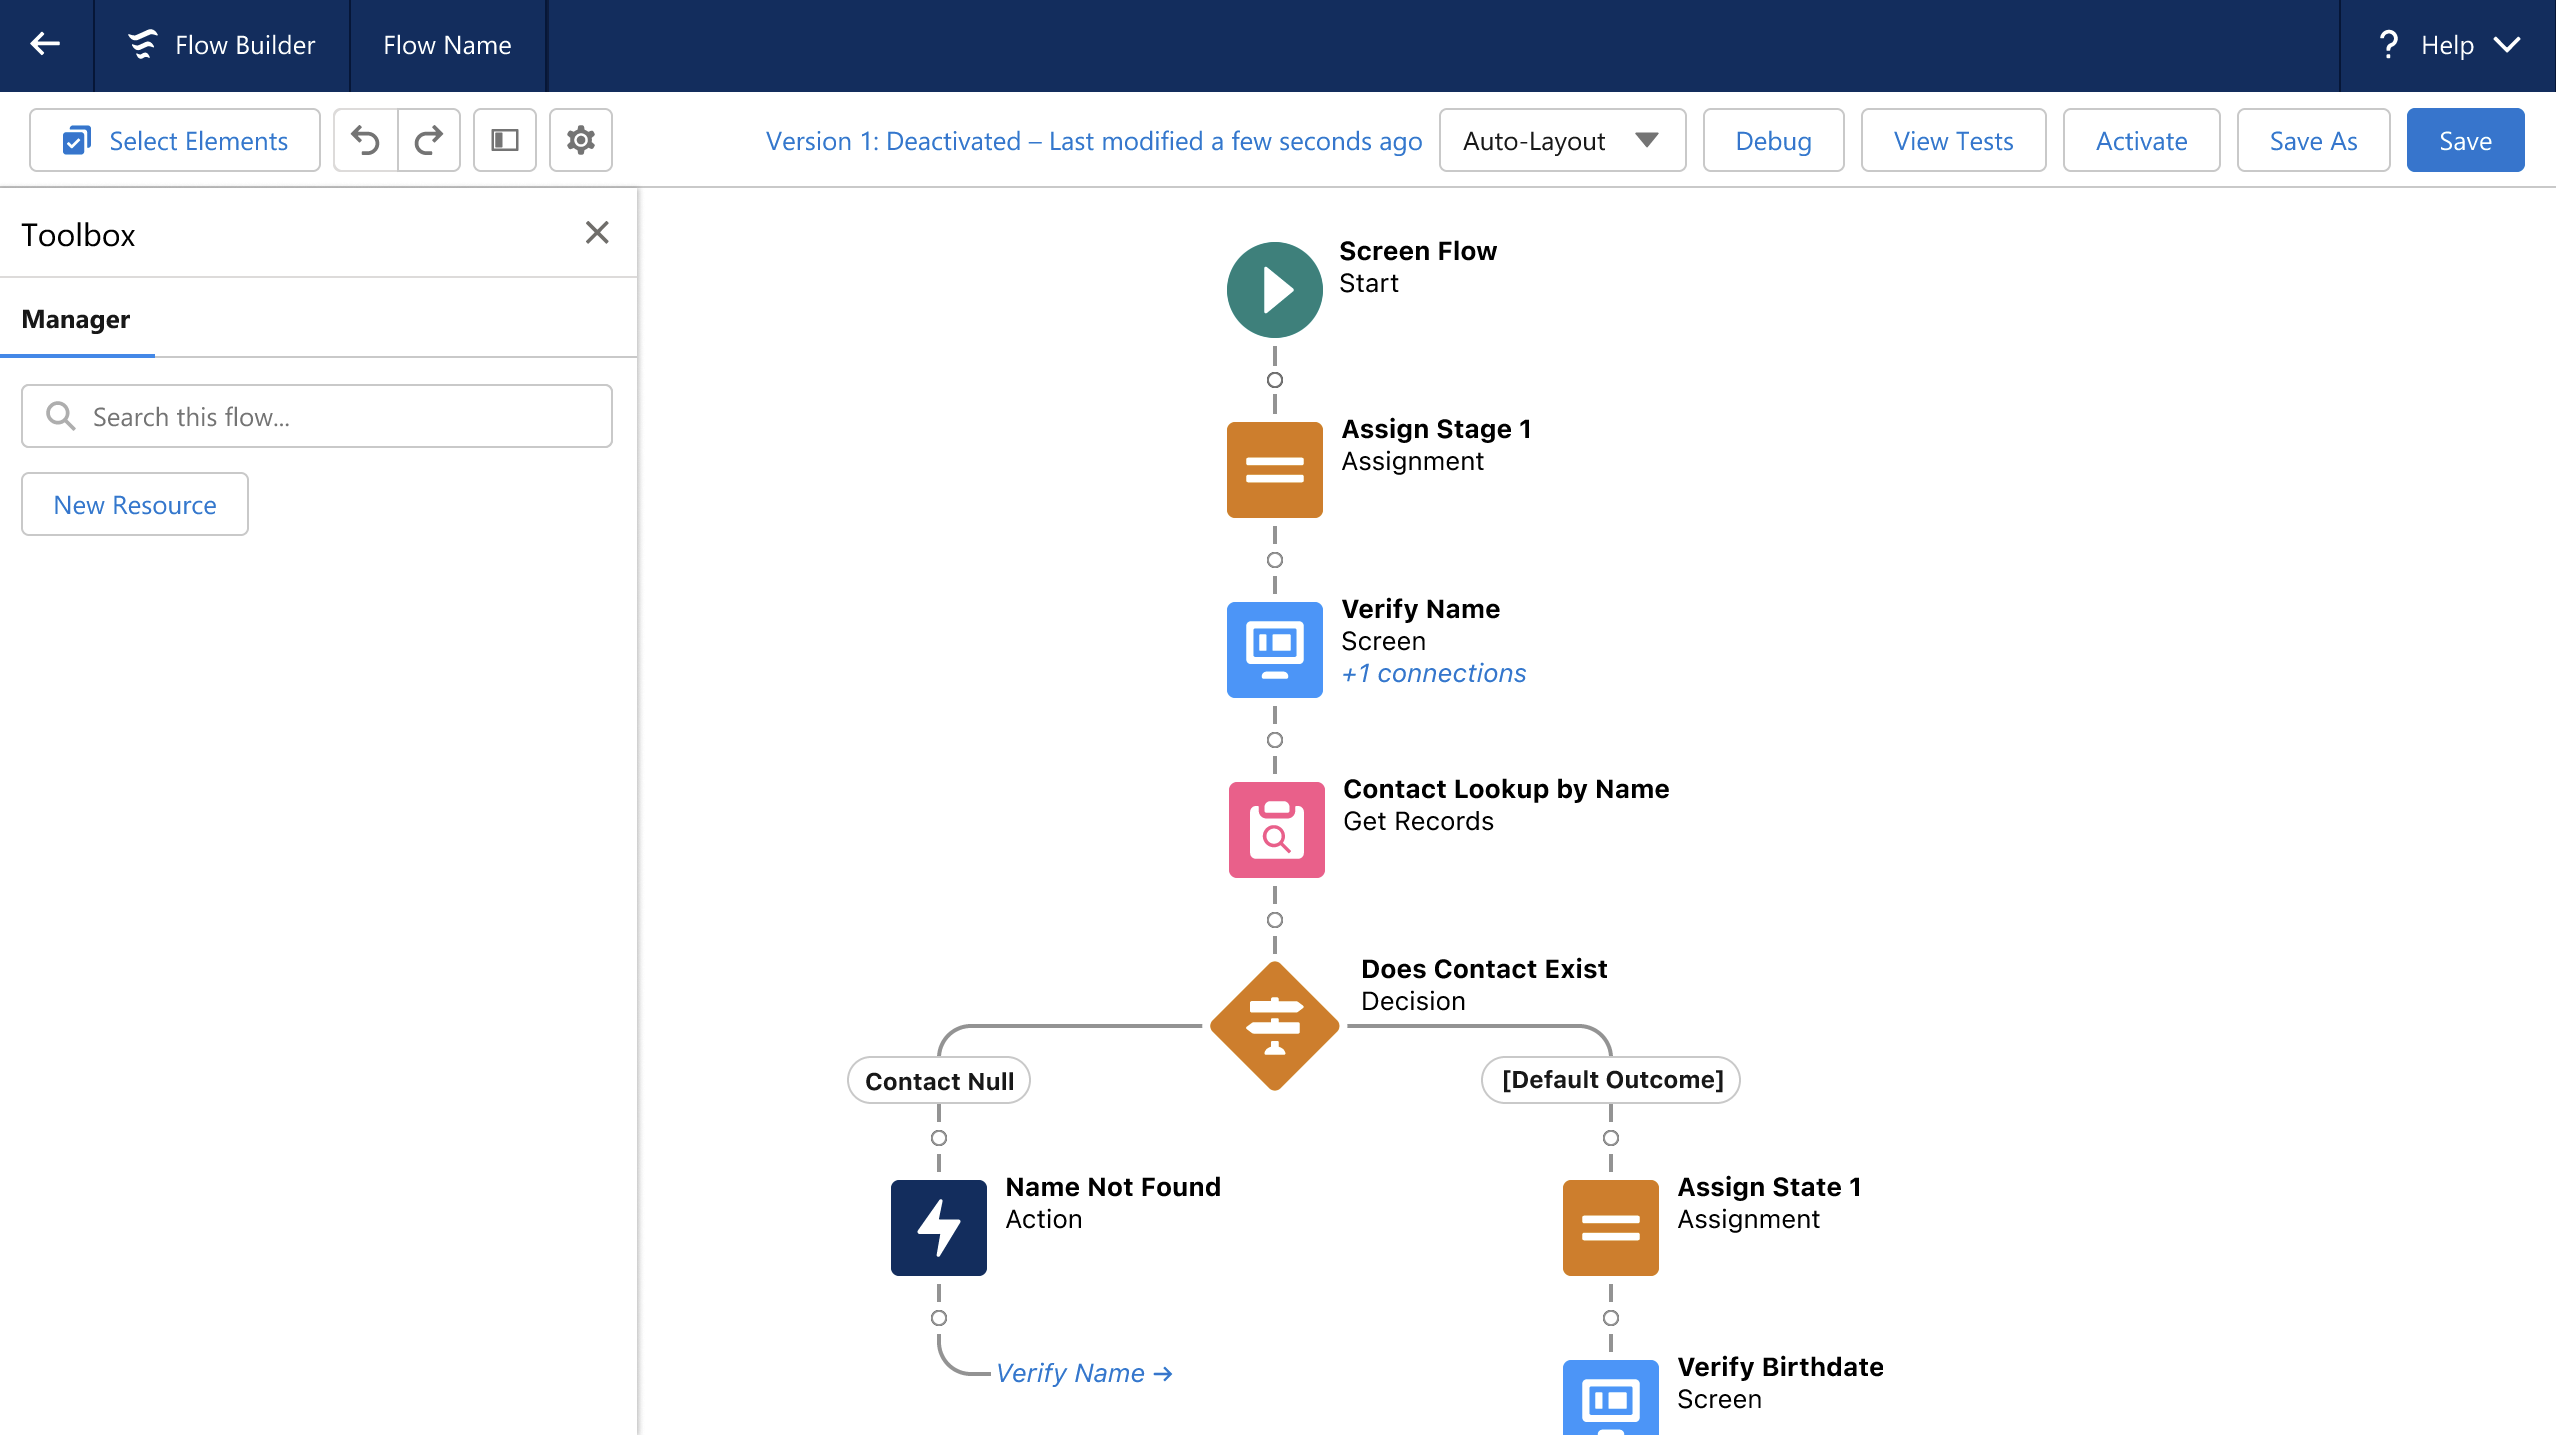 Flow Builder
Flow Name
? Help
Select Elements
Version 1: Deactivated – Last modified a few seconds ago
Auto-Layout
Debug
View Tests
Activate
Save As
Save
Toolbox
Manager
Search this flow...
New Resource
Screen Flow
Start
Assign Stage 1
Assignment
Verify Name
Screen
+1 connections
Contact Lookup by Name
Get Records
Does Contact Exist
Decision
Contact Null
[Default Outcome]
Name Not Found
Action
Assign State 1
Assignment
Verify Name →
Verify Birthdate
Screen